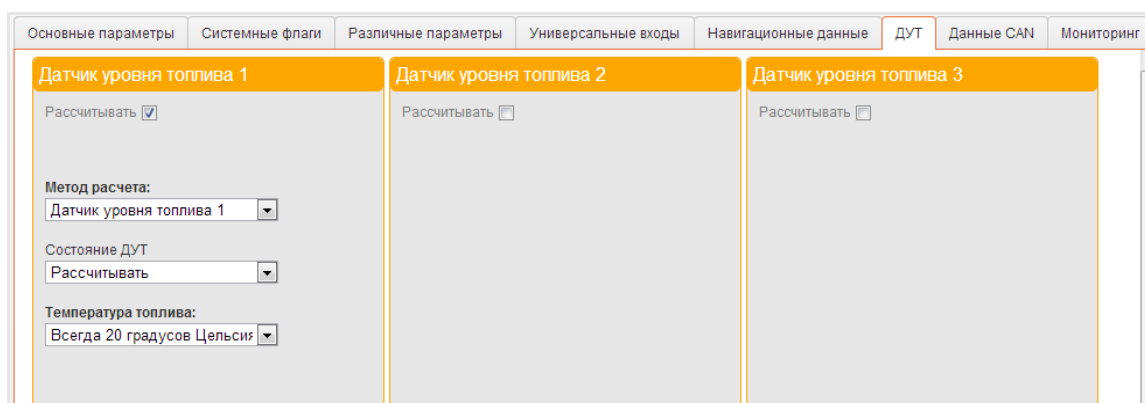 Основные параметры Системные флаги Различные параметры Универсальные входы Навигационные данные ДУТ Данные CAN Мониторинг
Датчик уровня топлива 1 Датчик уровня топлива 2 Датчик уровня топлива 3
Рассчитывать Рассчитывать Рассчитывать
Метод расчета:
Датчик уровня топлива 1
Состояние ДУТ
Рассчитывать
Температура топлива:
Всегда 20 градусов Цельсия